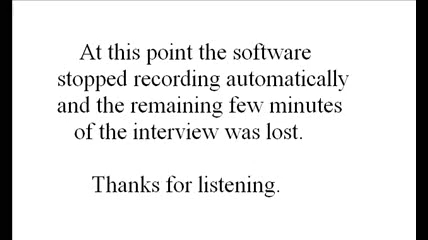 At this point the software
stopped recording automatically
and the remaining few minutes
of the interview was lost.
Thanks for listening.